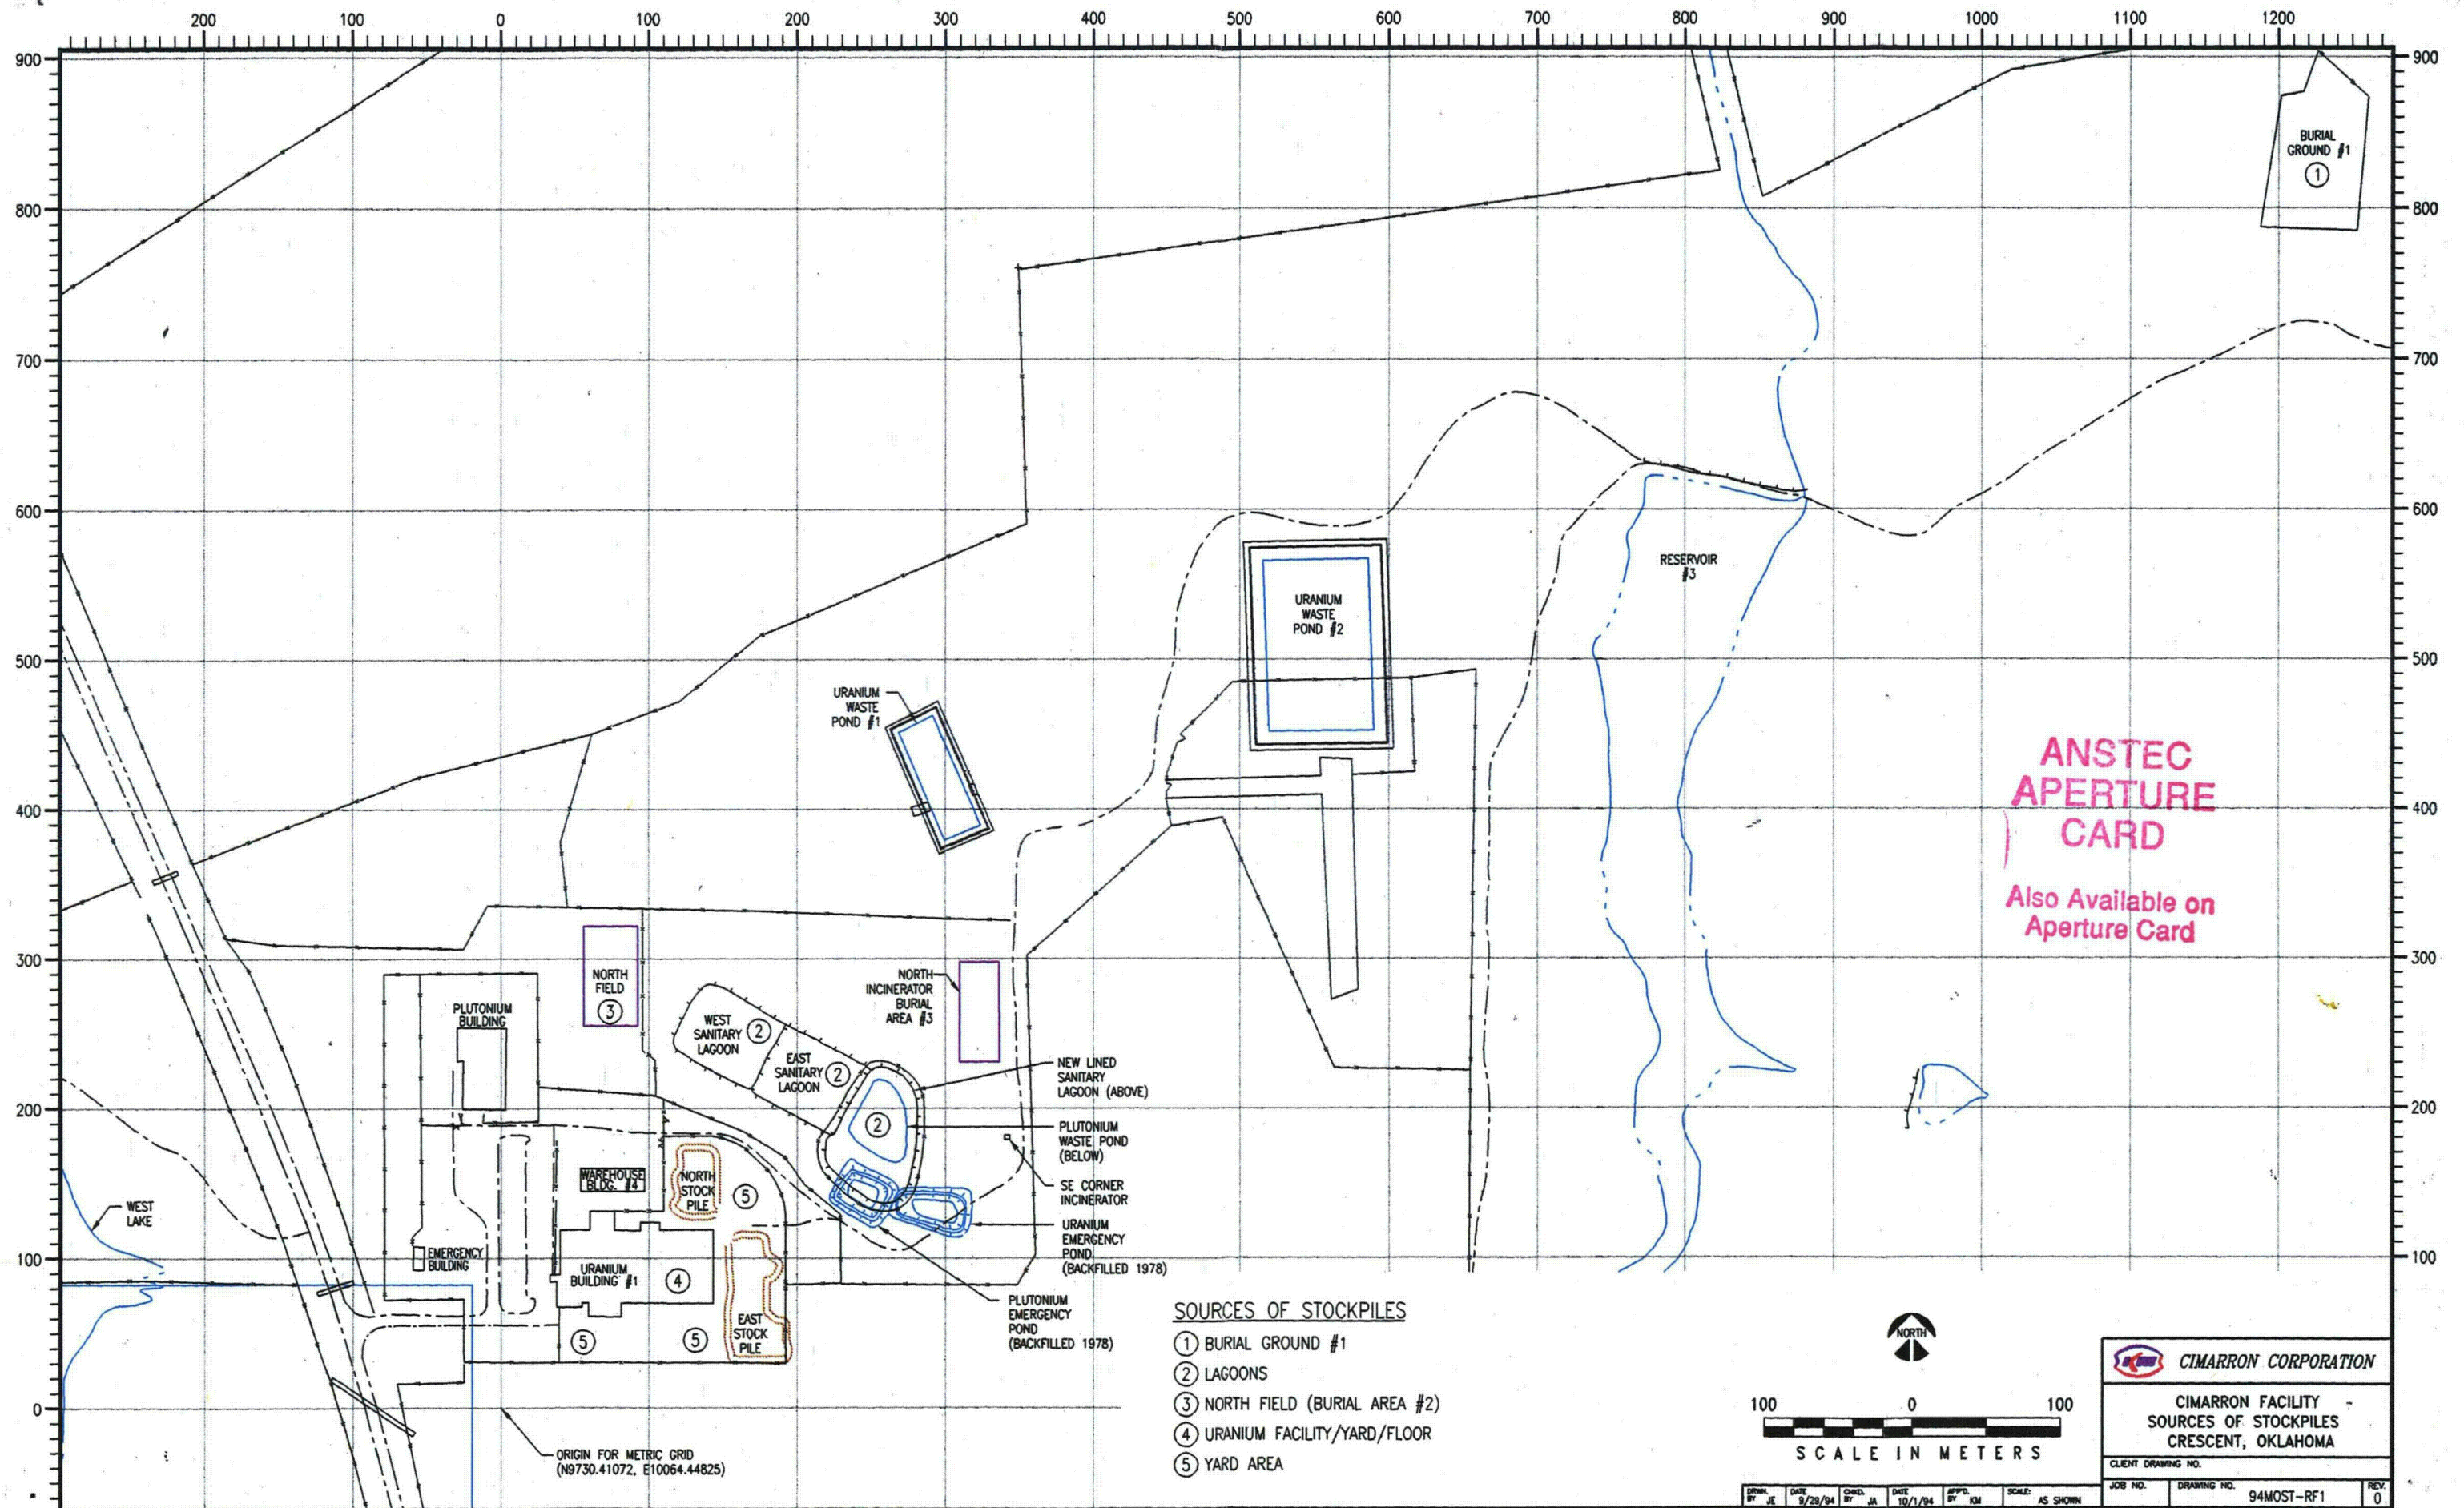 200 100 0 100 200 300 400 500 600 700 800 900 1000 1100 1200
900 900
BURIAL
GROUND #1
1
800 800
700 700
600 600
RESERVOIR
#3
URANIUM
WASTE
POND #2
500 500
URANIUM
WASTE
POND #1
ANSTEC
APERTURE
CARD
Also Available on
Aperture Card
400 400
300 300
NORTH
FIELD
3
NORTH
INCINERATOR
BURIAL
AREA #3
PLUTONIUM
BUILDING
WEST
SANITARY
LAGOON
2
EAST
SANITARY
LAGOON
2
NEW LINED
SANITARY
LAGOON (ABOVE)
200 200
2
PLUTONIUM
WASTE POND
(BELOW)
WAREHOUSE
BLDG. #4
NORTH
STOCK
PILE
5
SE CORNER
INCINERATOR
WEST
LAKE
URANIUM
EMERGENCY
POND
(BACKFILLED 1978)
100 100
EMERGENCY
BUILDING
URANIUM
BUILDING #1
4
PLUTONIUM
EMERGENCY
POND
(BACKFILLED 1978)
EAST
STOCK
PILE
5
5
0
ORIGIN FOR METRIC GRID
(N9730.41072, E10064.44825)
SOURCES OF STOCKPILES
1 BURIAL GROUND #1
2 LAGOONS
3 NORTH FIELD (BURIAL AREA #2)
4 URANIUM FACILITY/YARD/FLOOR
5 YARD AREA
NORTH
100 0 100
SCALE IN METERS
CIMARRON CORPORATION
CIMARRON FACILITY
SOURCES OF STOCKPILES
CRESCENT, OKLAHOMA
CLIENT DRAWING NO.
JOB NO. DRAWING NO. 94MOST-RF1 REV. 0
DRWN. BY JE DATE 9/29/94 CHKD. BY JA DATE 10/1/94 APP'D. BY KM SCALE: AS SHOWN